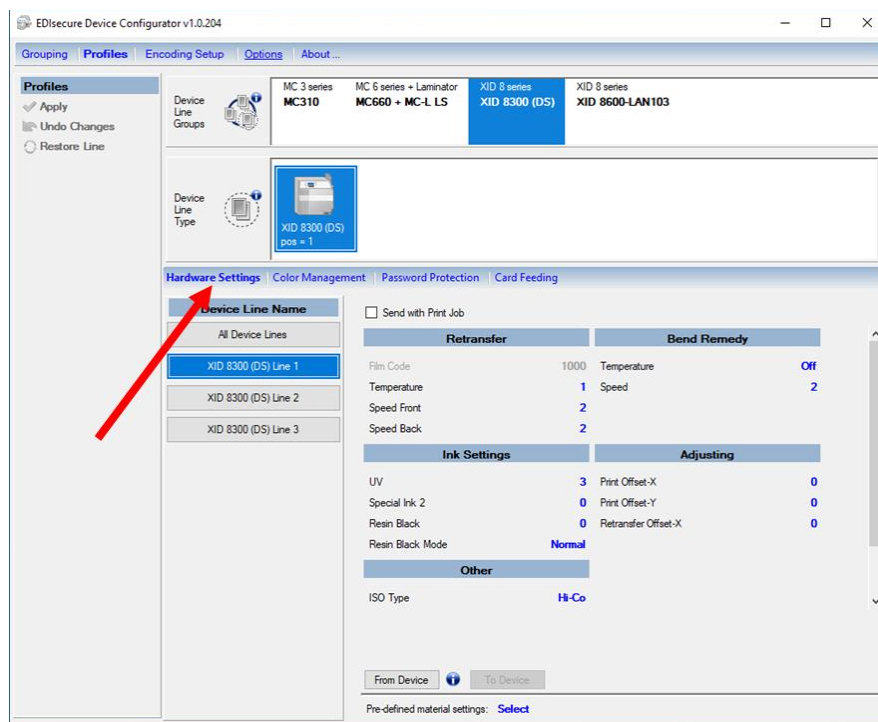 EDIsecure Device Configurator v1.0.204
Grouping Profiles Encoding Setup Options About ...
Profiles
Apply
Undo Changes
Restore Line
Device Line Groups
MC 3 series
MC310
MC 6 series + Laminator
MC660 + MC-L LS
XID 8 series
XID 8300 (DS)
XID 8 series
XID 8600-LAN103
Device Line Type
XID 8300 (DS)
pos = 1
Hardware Settings Color Management Password Protection Card Feeding
Device Line Name
All Device Lines
XID 8300 (DS) Line 1
XID 8300 (DS) Line 2
XID 8300 (DS) Line 3
Send with Print Job
Retransfer
Film Code 1000
Temperature 1
Speed Front 2
Speed Back 2
Bend Remedy
Temperature Off
Speed 2
Ink Settings
UV 3
Special Ink 2 0
Resin Black 0
Resin Black Mode Normal
Adjusting
Print Offset-X 0
Print Offset-Y 0
Retransfer Offset-X 0
Other
ISO Type Hi-Co
From Device To Device
Pre-defined material settings: Select